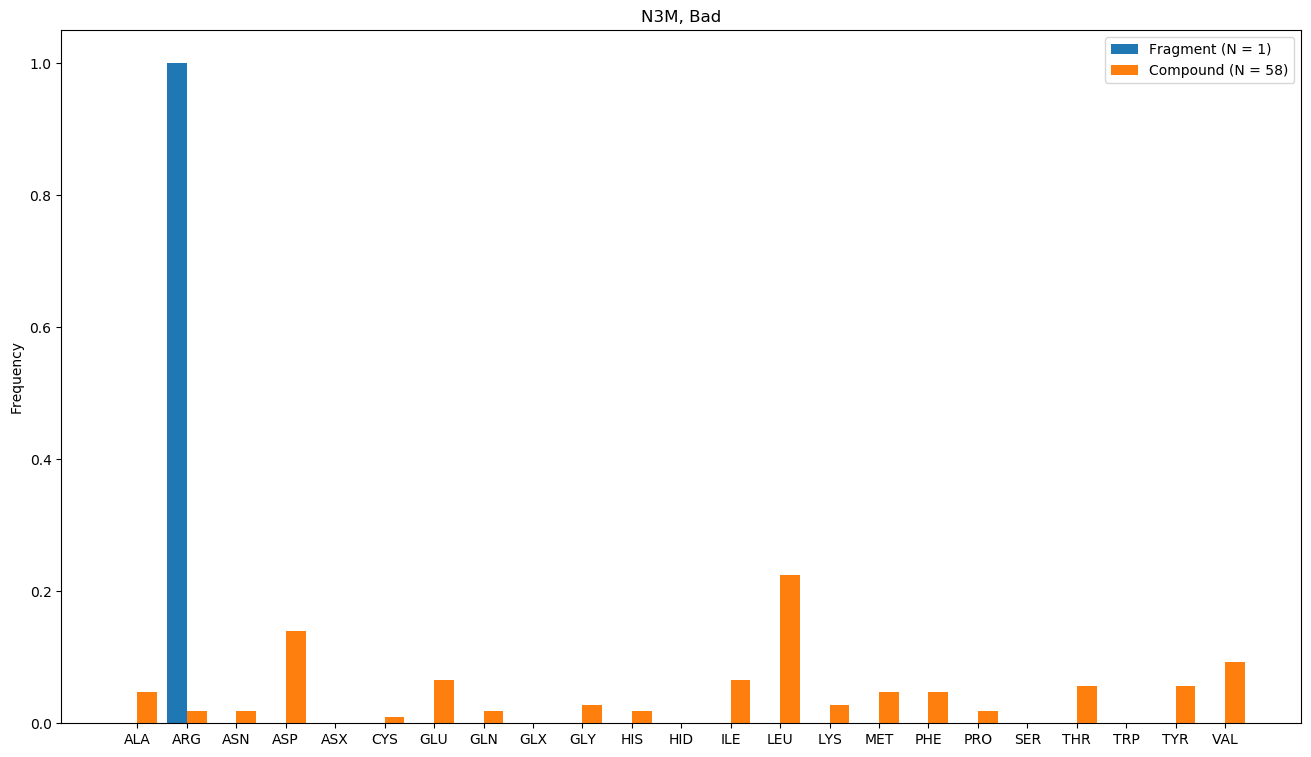 N3M, Bad
Fragment (N = 1)
Compound (N = 58)
Frequency
1.0
0.8
0.6
0.4
0.2
0.0
ALA ARG ASN ASP ASX CYS GLU GLN GLX GLY HIS HID ILE LEU LYS MET PHE PRO SER THR TRP TYR VAL